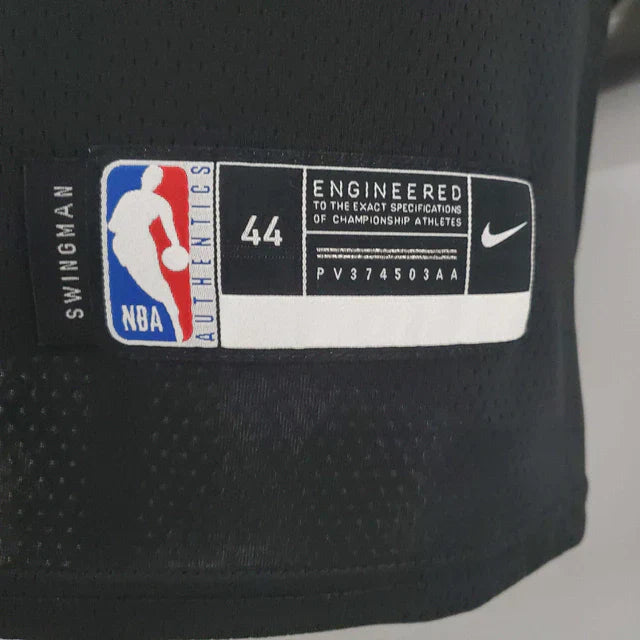 SWINGMAN
NBA
AUTHENTICS
44
ENGINEERED
TO THE EXACT SPECIFICATIONS
OF CHAMPIONSHIP ATHLETES
PV374503AA